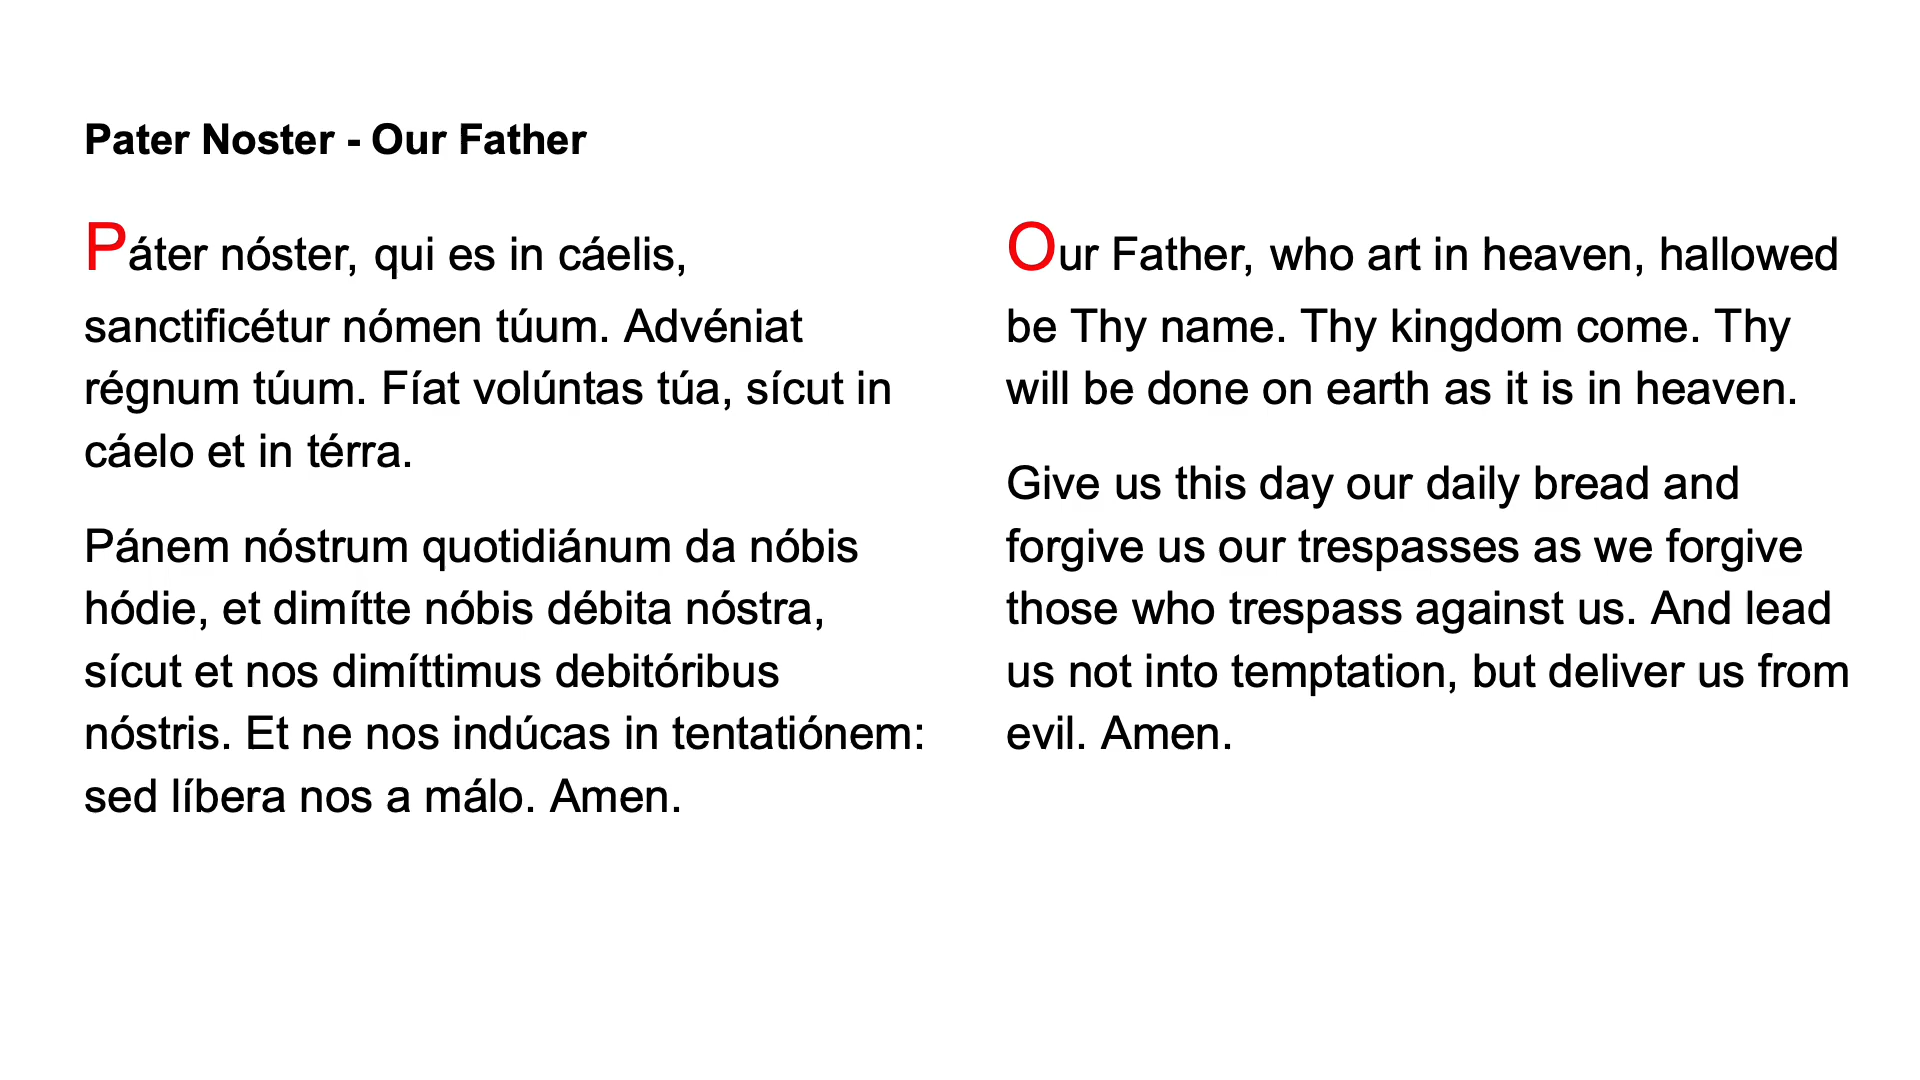 Pater Noster - Our Father
Páter nóster, qui es in cáelis,
sanctificétur nómen túum. Advéniat
régnum túum. Fíat volúntas túa, sícut in
cáelo et in térra.
Pánem nóstrum quotidiánum da nóbis
hódie, et dimítte nóbis débita nóstra,
sícut et nos dimíttimus debitóribus
nóstris. Et ne nos indúcas in tentatiónem:
sed líbera nos a málo. Amen.
Our Father, who art in heaven, hallowed
be Thy name. Thy kingdom come. Thy
will be done on earth as it is in heaven.
Give us this day our daily bread and
forgive us our trespasses as we forgive
those who trespass against us. And lead
us not into temptation, but deliver us from
evil. Amen.